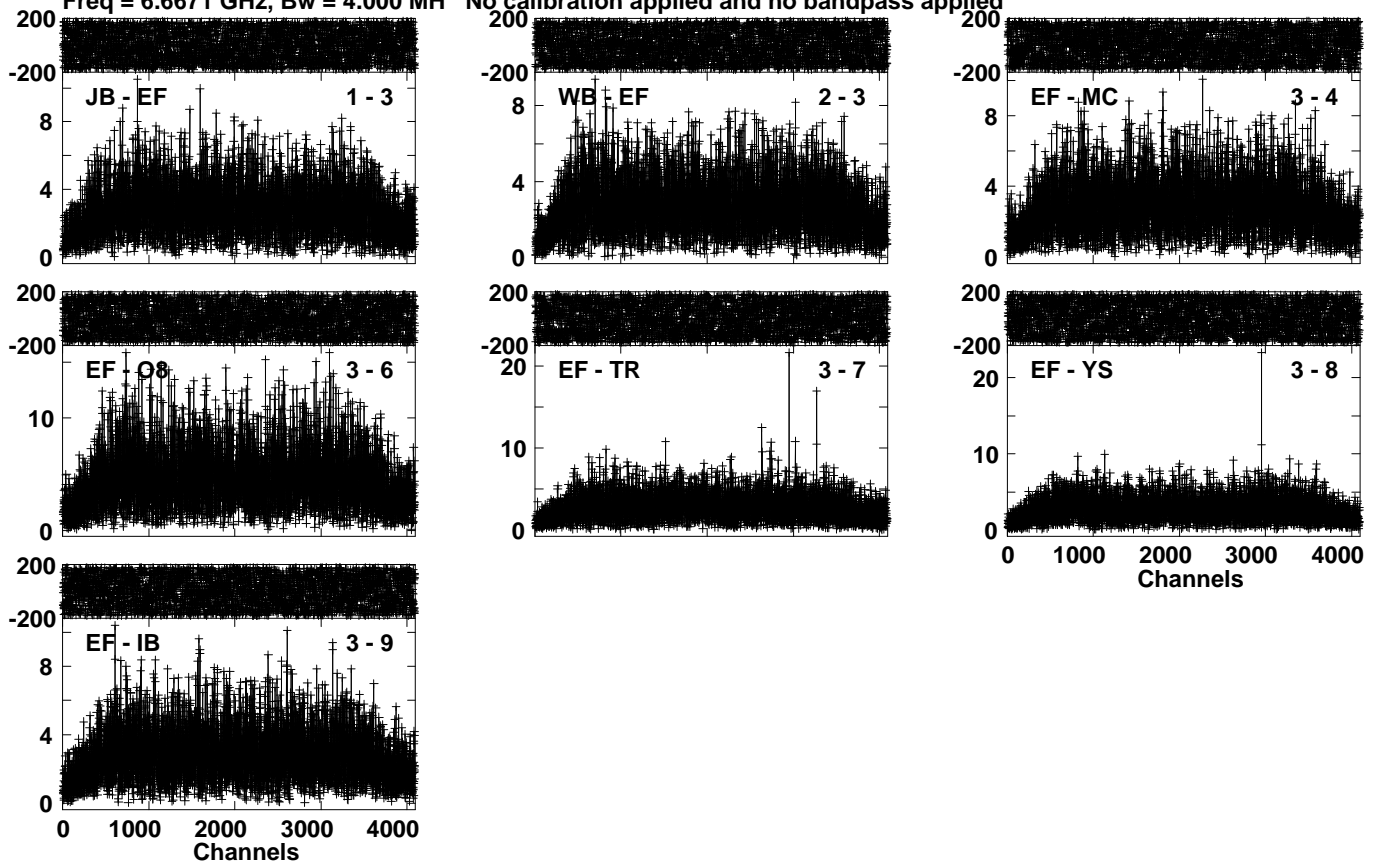 Freq = 6.6671 GHz, Bw = 4.000 MH No calibration applied and no bandpass applied
200
-200
JB - EF 1 - 3
8
4
0
200
-200
WB - EF 2 - 3
8
4
0
200
-200
EF - MC 3 - 4
8
4
0
200
-200
EF - O8 3 - 6
10
0
200
-200
EF - TR 3 - 7
20
10
0
200
-200
EF - YS 3 - 8
20
10
0
0 1000 2000 3000 4000
Channels
200
-200
EF - IB 3 - 9
8
4
0
0 1000 2000 3000 4000
Channels